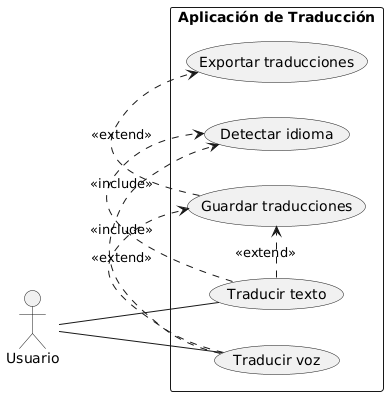 Aplicación de Traducción
Exportar traducciones
«extend»
Detectar idioma
«include»
Guardar traducciones
«include»
«extend»
«extend»
Traducir texto
Usuario
Traducir voz